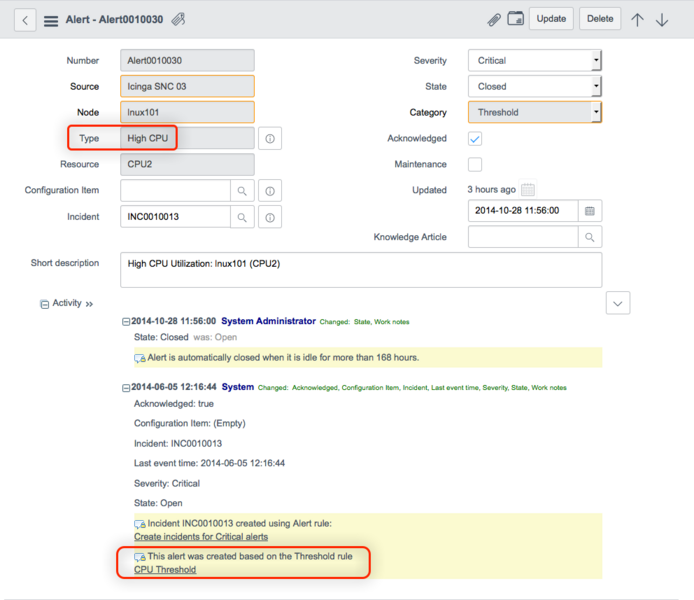 Alert - Alert0010030
Update
Delete
Number Alert0010030
Source Icinga SNC 03
Node lnux101
Type High CPU
Resource CPU2
Configuration Item
Incident INC0010013
Severity Critical
State Closed
Category Threshold
Acknowledged
Maintenance
Updated 3 hours ago
2014-10-28 11:56:00
Knowledge Article
Short description High CPU Utilization: lnux101 (CPU2)
Activity »
2014-10-28 11:56:00 System Administrator Changed: State, Work notes
State: Closed was: Open
Alert is automatically closed when it is idle for more than 168 hours.
2014-06-05 12:16:44 System Changed: Acknowledged, Configuration Item, Incident, Last event time, Severity, State, Work notes
Acknowledged: true
Configuration Item: (Empty)
Incident: INC0010013
Last event time: 2014-06-05 12:16:44
Severity: Critical
State: Open
Incident INC0010013 created using Alert rule:
Create incidents for Critical alerts
This alert was created based on the Threshold rule
CPU Threshold